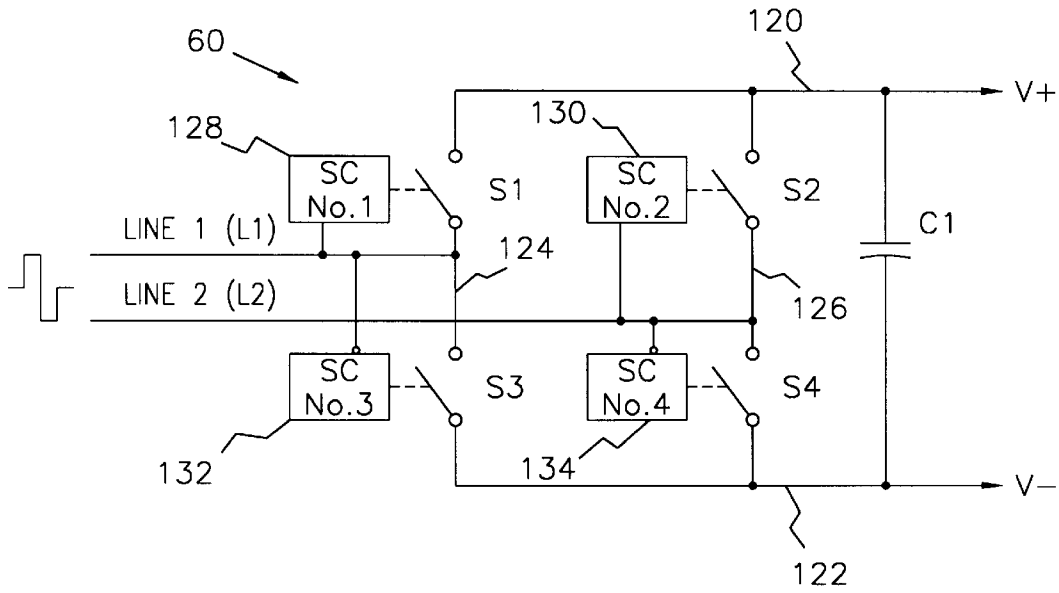 60
120
V+
128
130
SC
No.1
S1
SC
No.2
S2
LINE 1 (L1)
124
C1
LINE 2 (L2)
126
SC
No.3
S3
SC
No.4
S4
132
134
V−
122